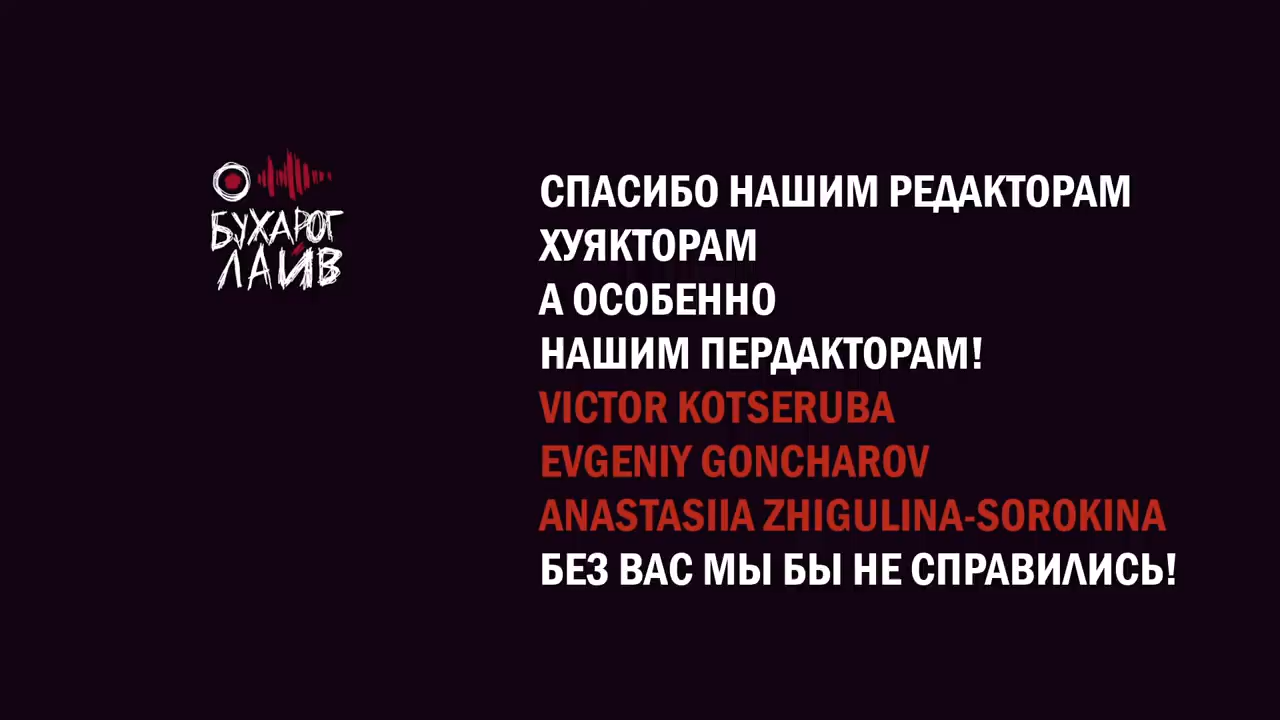 БУХАРОГ
ЛАЙВ
СПАСИБО НАШИМ РЕДАКТОРАМ
ХУЯКТОРАМ
А ОСОБЕННО
НАШИМ ПЕРДАКТОРАМ!
VICTOR KOTSERUBA
EVGENIY GONCHAROV
ANASTASIIA ZHIGULINA-SOROKINA
БЕЗ ВАС МЫ БЫ НЕ СПРАВИЛИСЬ!